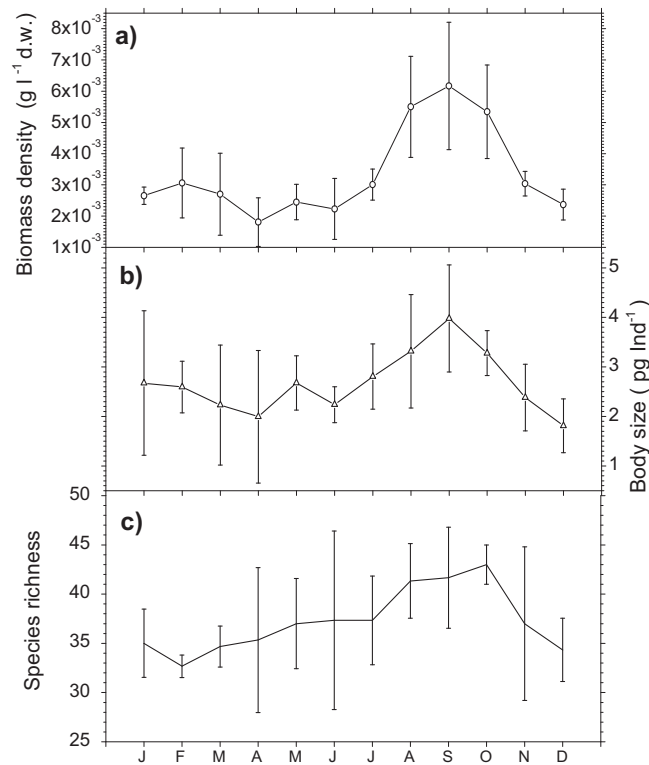 a)
Biomass density (g l⁻¹ d.w.)
8x10⁻³
7x10⁻³
6x10⁻³
5x10⁻³
4x10⁻³
3x10⁻³
2x10⁻³
1x10⁻³
b)
Body size ( pg Ind⁻¹)
5
4
3
2
1
c)
Species richness
50
45
40
35
30
25
J F M A M J J A S O N D